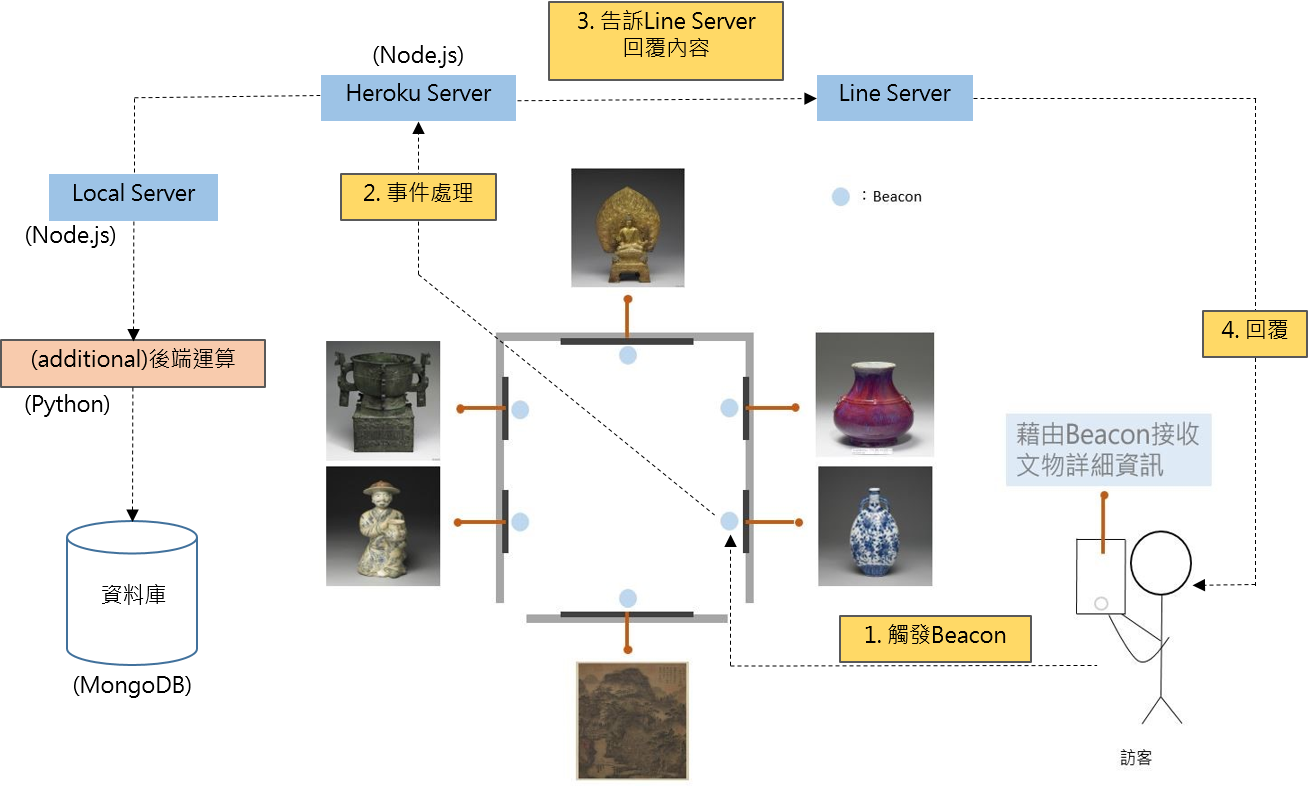 3. 告訴Line Server
回覆內容
(Node.js)
Heroku Server
Line Server
Local Server
(Node.js)
2. 事件處理
：Beacon
4. 回覆
(additional)後端運算
(Python)
藉由Beacon接收
文物詳細資訊
資料庫
(MongoDB)
1. 觸發Beacon
訪客